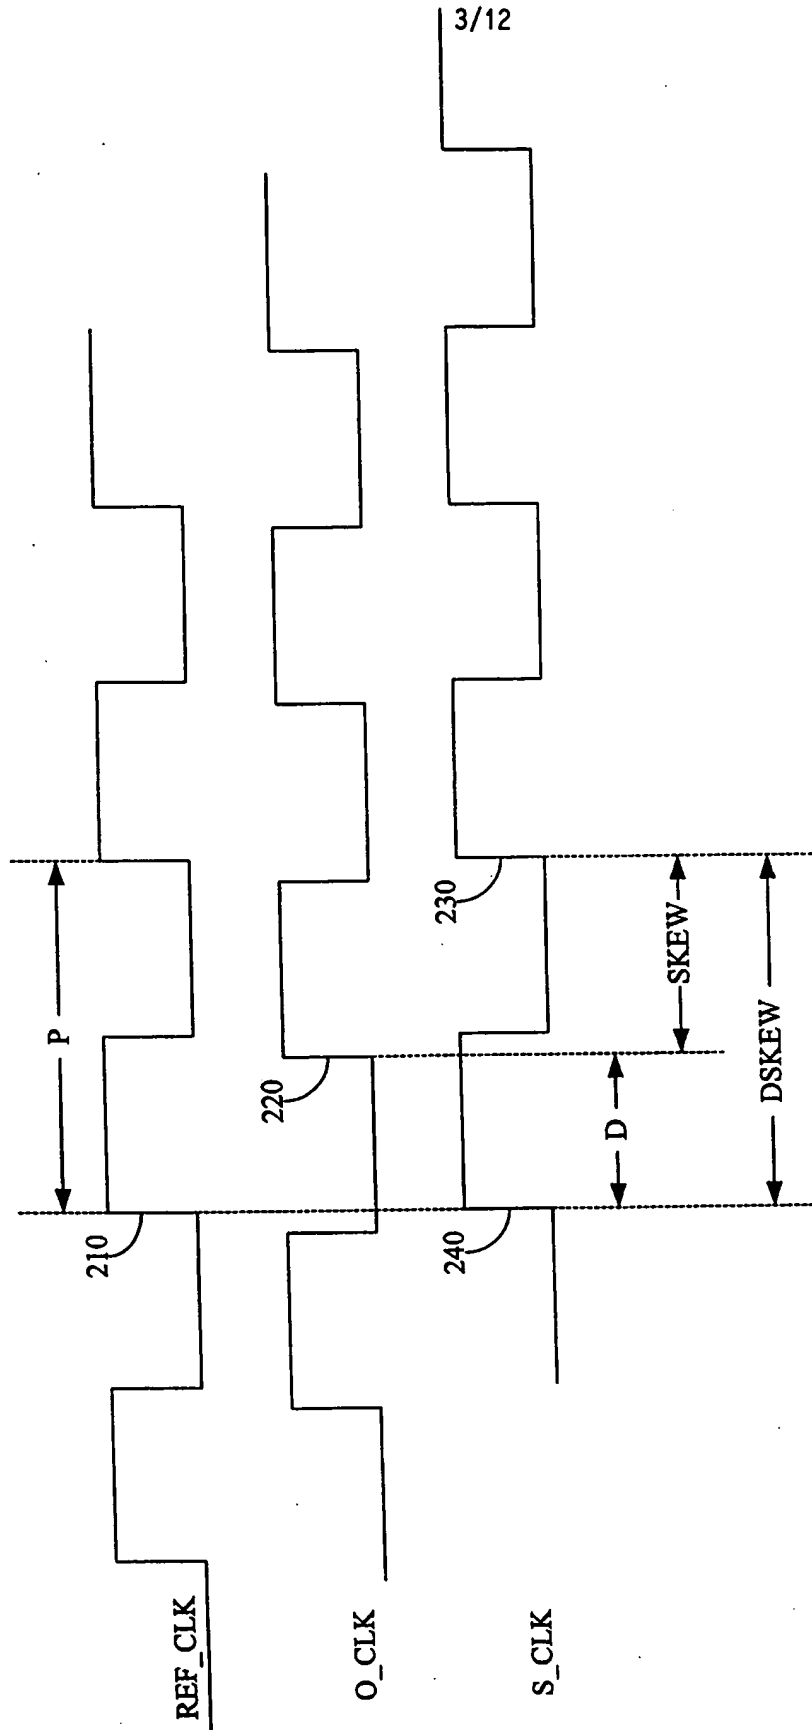 3/12
P
210
REF_CLK
220
O_CLK
230
240
S_CLK
D
SKEW
DSKEW